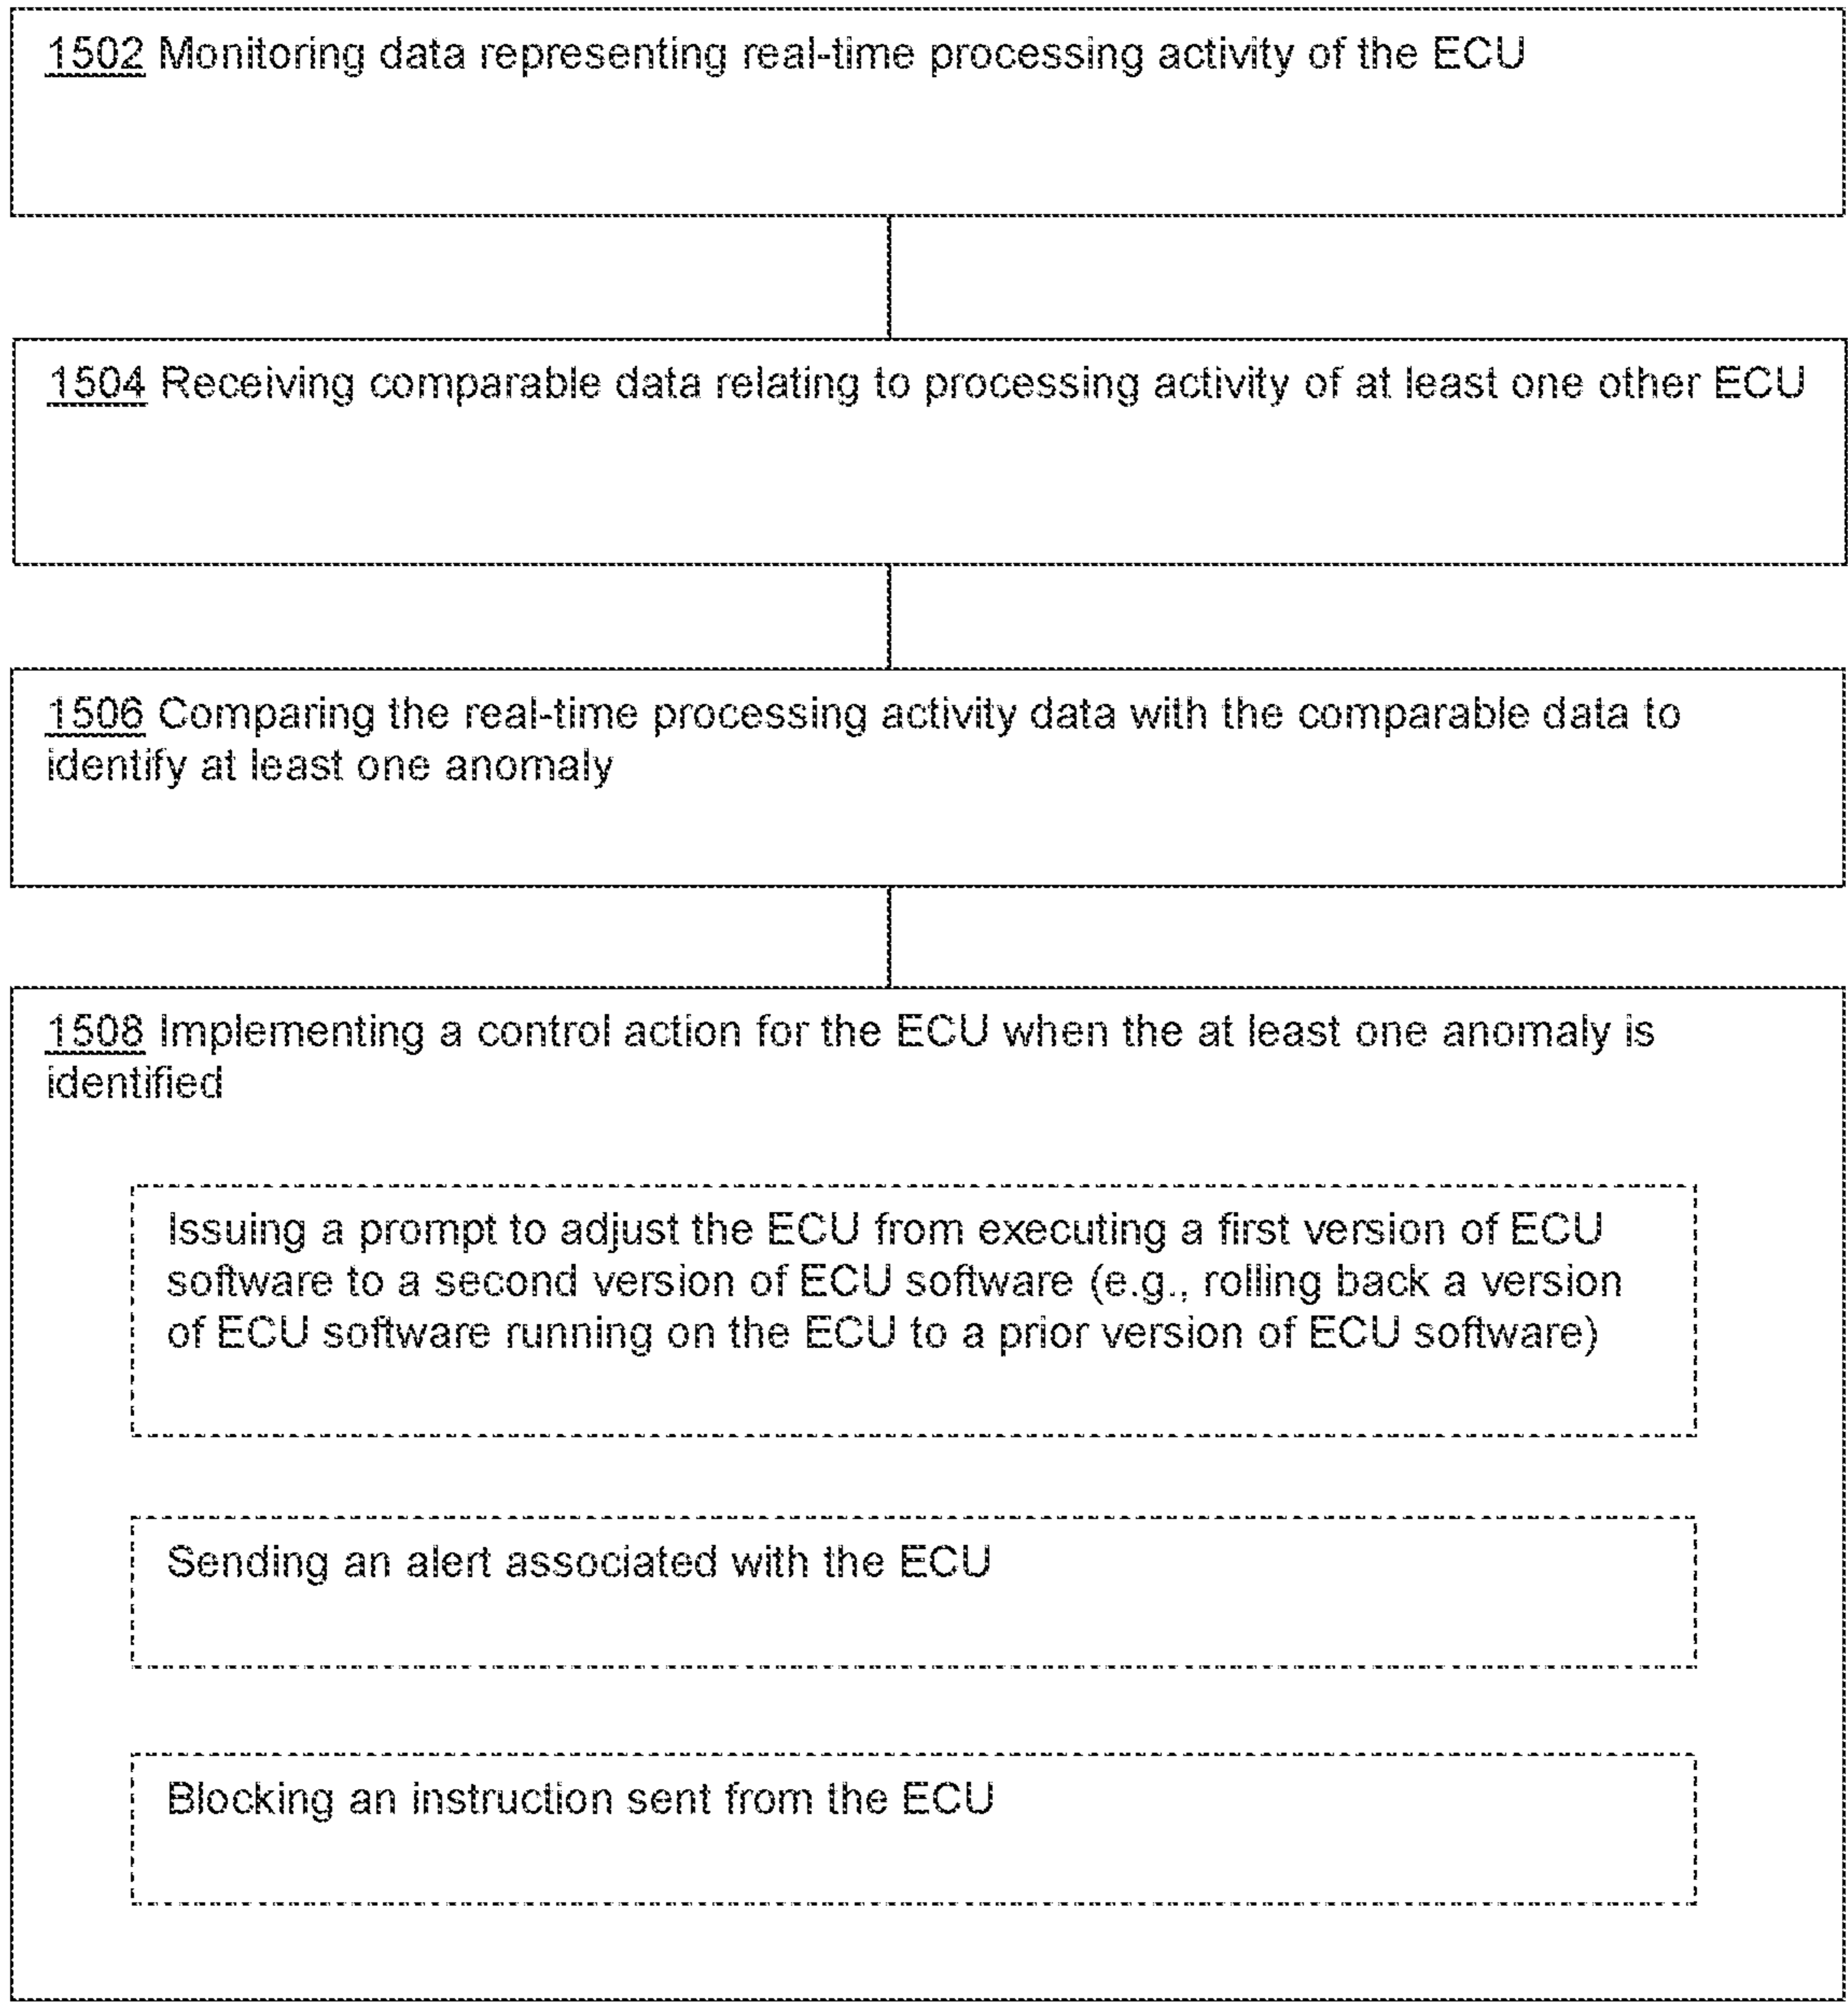 1502 Monitoring data representing real-time processing activity of the ECU
1504 Receiving comparable data relating to processing activity of at least one other ECU
1506 Comparing the real-time processing activity data with the comparable data to
identify at least one anomaly
1508 Implementing a control action for the ECU when the at least one anomaly is
identified
Issuing a prompt to adjust the ECU from executing a first version of ECU
software to a second version of ECU software (e.g., rolling back a version
of ECU software running on the ECU to a prior version of ECU software)
Sending an alert associated with the ECU
Blocking an instruction sent from the ECU